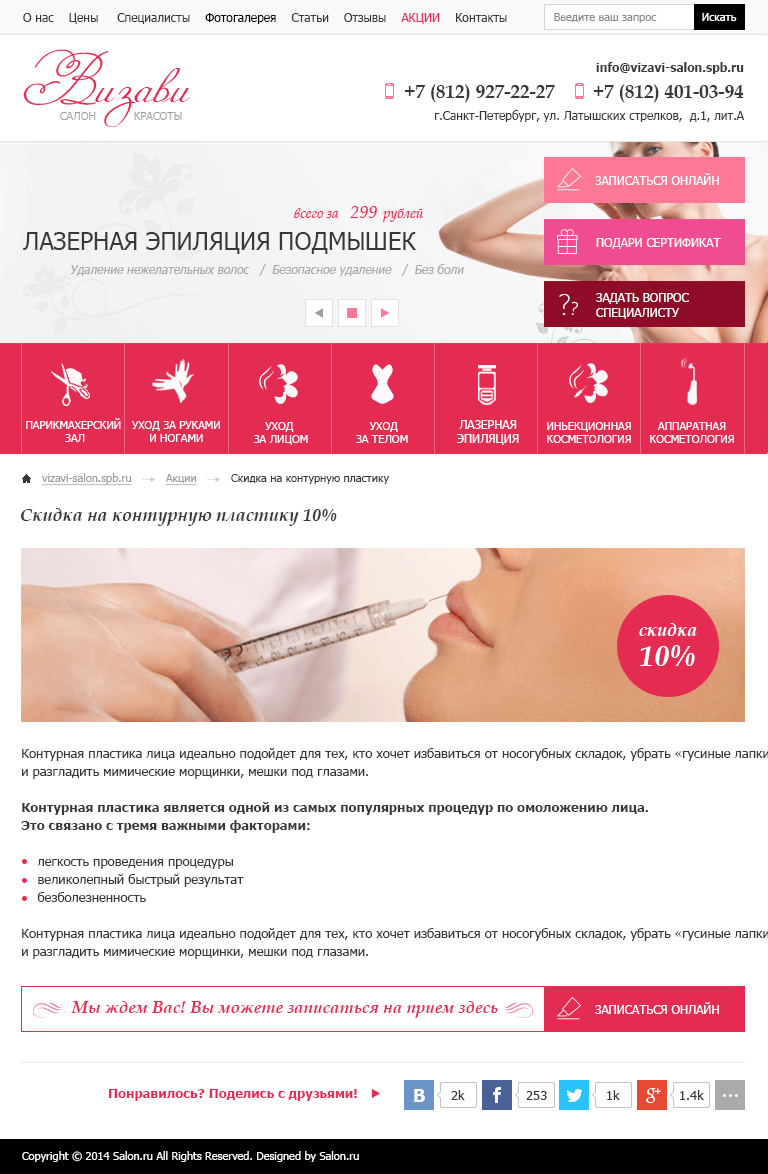 О нас Цены Специалисты Фотогалерея Статьи Отзывы АКЦИИ Контакты Введите ваш запрос Искать
Визави
САЛОН КРАСОТЫ
info@vizavi-salon.spb.ru
+7 (812) 927-22-27 +7 (812) 401-03-94
г.Санкт-Петербург, ул. Латышских стрелков, д.1, лит.А
всего за 299 рублей
ЛАЗЕРНАЯ ЭПИЛЯЦИЯ ПОДМЫШЕК
Удаление нежелательных волос / Безопасное удаление / Без боли
ЗАПИСАТЬСЯ ОНЛАЙН
ПОДАРИ СЕРТИФИКАТ
ЗАДАТЬ ВОПРОС
СПЕЦИАЛИСТУ
ПАРИКМАХЕРСКИЙ
ЗАЛ
УХОД ЗА РУКАМИ
И НОГАМИ
УХОД
ЗА ЛИЦОМ
УХОД
ЗА ТЕЛОМ
ЛАЗЕРНАЯ
ЭПИЛЯЦИЯ
ИНЬЕКЦИОННАЯ
КОСМЕТОЛОГИЯ
АППАРАТНАЯ
КОСМЕТОЛОГИЯ
vizavi-salon.spb.ru → Акции → Скидка на контурную пластику
Скидка на контурную пластику 10%
скидка
10%
Контурная пластика лица идеально подойдет для тех, кто хочет избавиться от носогубных складок, убрать «гусиные лапки
и разгладить мимические морщинки, мешки под глазами.
Контурная пластика является одной из самых популярных процедур по омоложению лица.
Это связано с тремя важными факторами:
• легкость проведения процедуры
• великолепный быстрый результат
• безболезненность
Контурная пластика лица идеально подойдет для тех, кто хочет избавиться от носогубных складок, убрать «гусиные лапки
и разгладить мимические морщинки, мешки под глазами.
Мы ждем Вас! Вы можете записаться на прием здесь ЗАПИСАТЬСЯ ОНЛАЙН
Понравилось? Поделись с друзьями! В 2k f 253 1k g+ 1.4k ...
Copyright © 2014 Salon.ru All Rights Reserved. Designed by Salon.ru